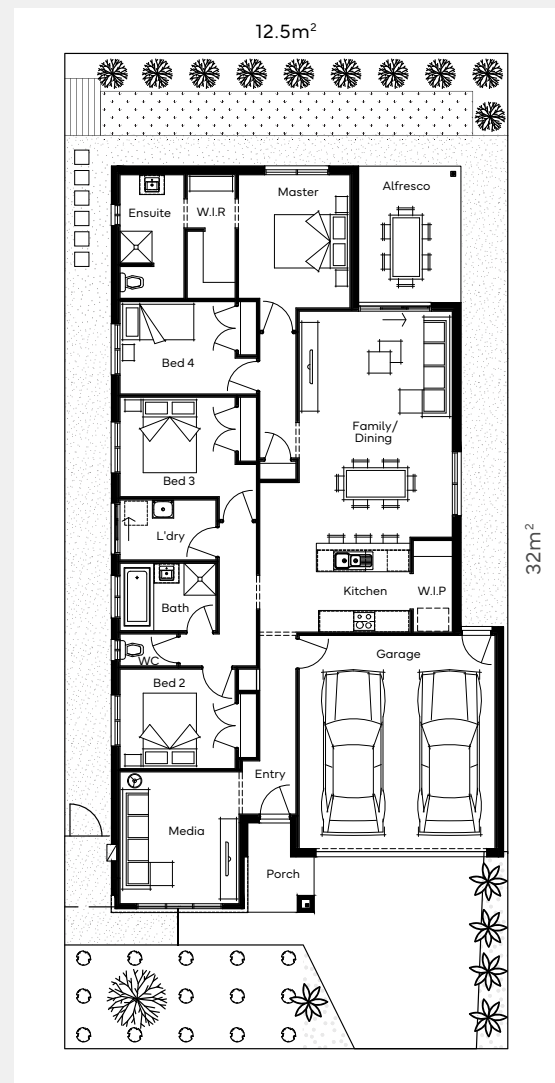 12.5m²
Master
Alfresco
Ensuite
W.I.R
Bed 4
Family/
Dining
Bed 3
L'dry
32m²
Kitchen
W.I.P
Bath
WC
Garage
Bed 2
Entry
Media
Porch